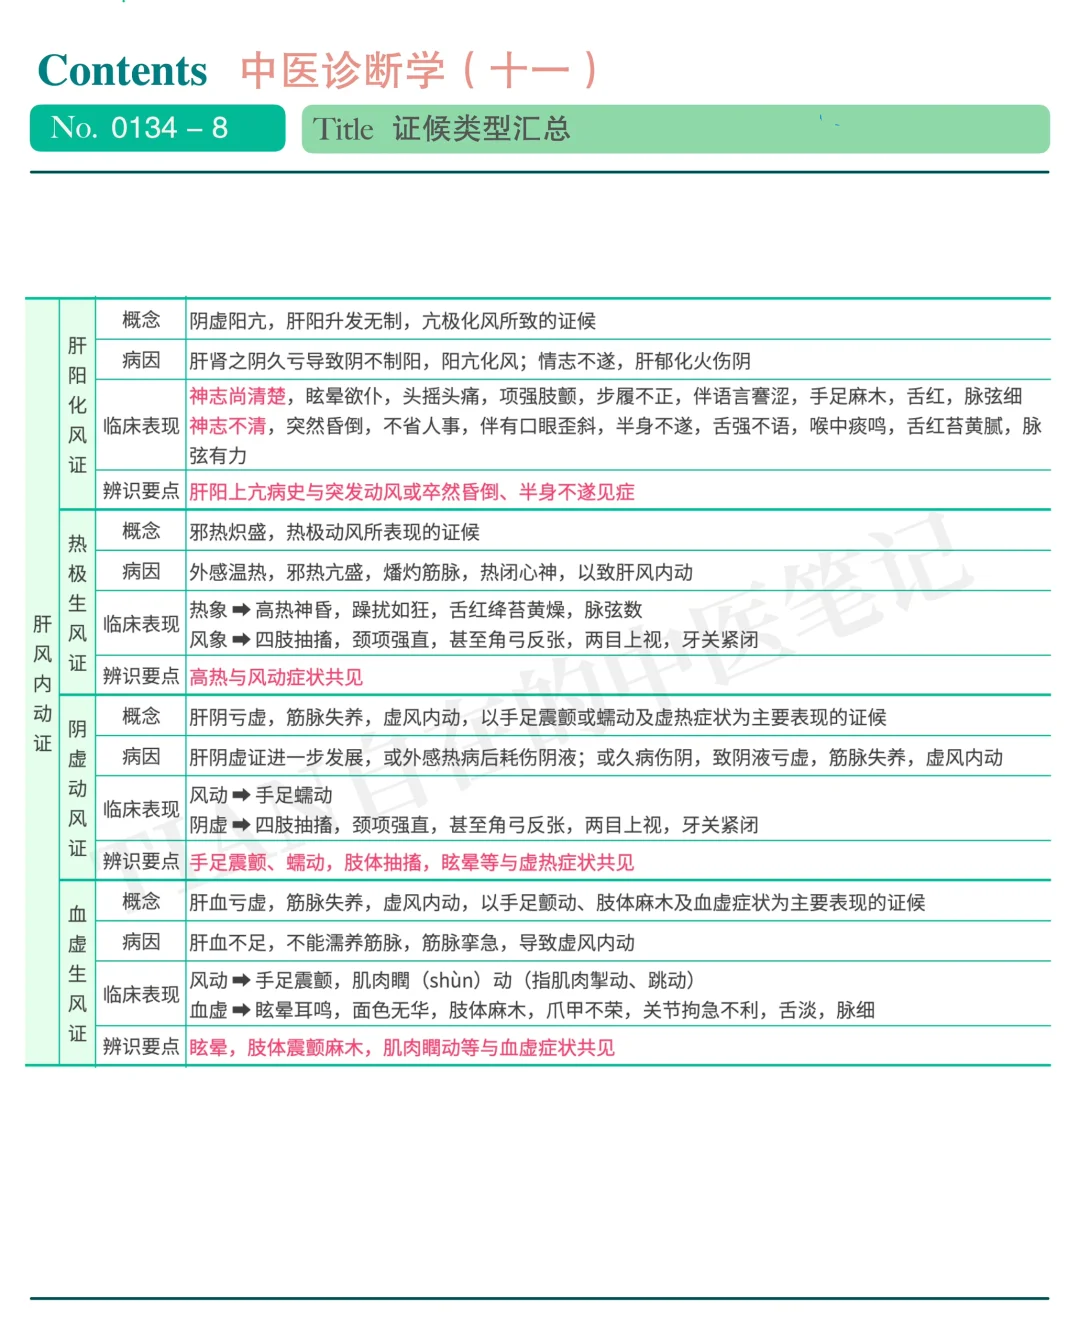 Contents 中医诊断学（十一）
No. 0134 – 8
Title 证候类型汇总
肝风内动证
肝阳化风证
概念 阴虚阳亢，肝阳升发无制，亢极化风所致的证候
病因 肝肾之阴久亏导致阴不制阳，阳亢化风；情志不遂，肝郁化火伤阴
临床表现 神志尚清楚，眩晕欲仆，头摇头痛，项强肢颤，步履不正，伴语言謇涩，手足麻木，舌红，脉弦细
神志不清，突然昏倒，不省人事，伴有口眼歪斜，半身不遂，舌强不语，喉中痰鸣，舌红苔黄腻，脉
弦有力
辨识要点 肝阳上亢病史与突发动风或卒然昏倒、半身不遂见症
热极生风证
概念 邪热炽盛，热极动风所表现的证候
病因 外感温热，邪热亢盛，燔灼筋脉，热闭心神，以致肝风内动
临床表现 热象➡高热神昏，躁扰如狂，舌红绛苔黄燥，脉弦数
风象➡四肢抽搐，颈项强直，甚至角弓反张，两目上视，牙关紧闭
辨识要点 高热与风动症状共见
阴虚动风证
概念 肝阴亏虚，筋脉失养，虚风内动，以手足震颤或蠕动及虚热症状为主要表现的证候
病因 肝阴虚证进一步发展，或外感热病后耗伤阴液；或久病伤阴，致阴液亏虚，筋脉失养，虚风内动
临床表现 风动➡手足蠕动
阴虚➡四肢抽搐，颈项强直，甚至角弓反张，两目上视，牙关紧闭
辨识要点 手足震颤、蠕动，肢体抽搐，眩晕等与虚热症状共见
血虚生风证
概念 肝血亏虚，筋脉失养，虚风内动，以手足颤动、肢体麻木及血虚症状为主要表现的证候
病因 肝血不足，不能濡养筋脉，筋脉挛急，导致虚风内动
临床表现 风动➡手足震颤，肌肉瞤（shùn）动（指肌肉掣动、跳动）
血虚➡眩晕耳鸣，面色无华，肢体麻木，爪甲不荣，关节拘急不利，舌淡，脉细
辨识要点 眩晕，肢体震颤麻木，肌肉瞤动等与血虚症状共见
TIAN自在的中医笔记